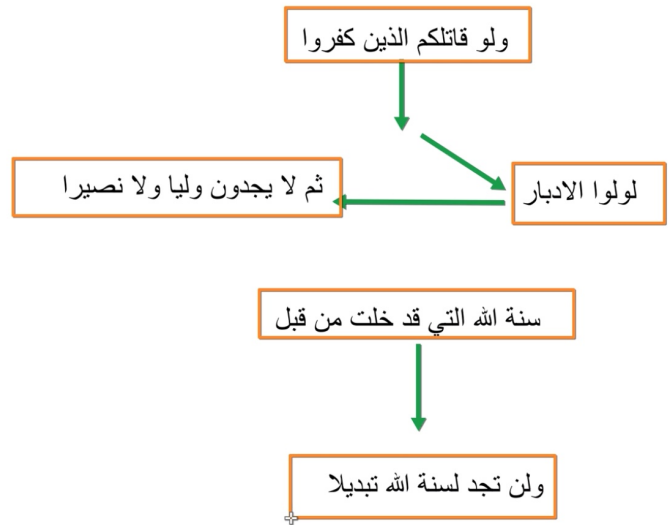 ولو قاتلكم الذين كفروا
لولوا الادبار
ثم لا يجدون وليا ولا نصيرا
سنة الله التي قد خلت من قبل
ولن تجد لسنة الله تبديلا